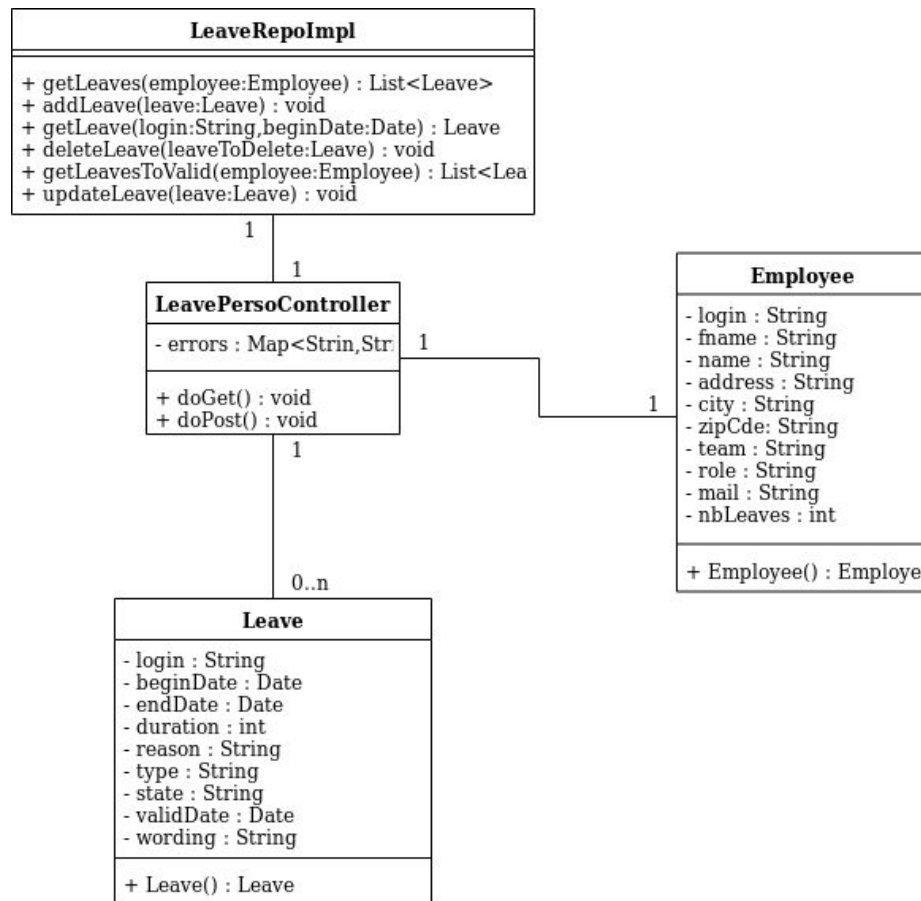 LeaveRepoImpl
+ getLeaves(employee:Employee) : List<Leave>
+ addLeave(leave:Leave) : void
+ getLeave(login:String,beginDate:Date) : Leave
+ deleteLeave(leaveToDelete:Leave) : void
+ getLeavesToValid(employee:Employee) : List<Lea
+ updateLeave(leave:Leave) : void
1
1
LeavePersoController
- errors : Map<Strin,Stri
+ doGet() : void
+ doPost() : void
1
1
1
0..n
Employee
- login : String
- fname : String
- name : String
- address : String
- city : String
- zipCde: String
- team : String
- role : String
- mail : String
- nbLeaves : int
+ Employee() : Employe
Leave
- login : String
- beginDate : Date
- endDate : Date
- duration : int
- reason : String
- type : String
- state : String
- validDate : Date
- wording : String
+ Leave() : Leave